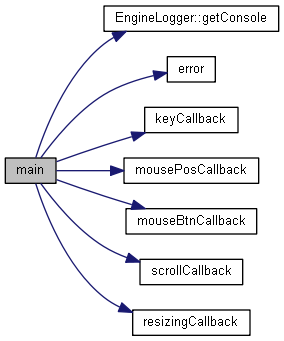 EngineLogger::getConsole
error
keyCallback
main
mousePosCallback
mouseBtnCallback
scrollCallback
resizingCallback